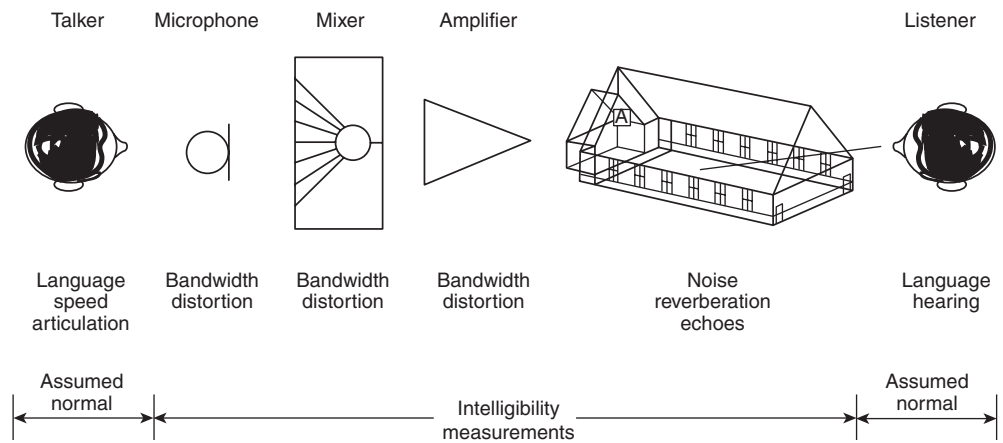 Talker
Microphone
Mixer
Amplifier
Listener
A
Language
speed
articulation
Bandwidth
distortion
Bandwidth
distortion
Bandwidth
distortion
Noise
reverberation
echoes
Language
hearing
Assumed
normal
Intelligibility
measurements
Assumed
normal